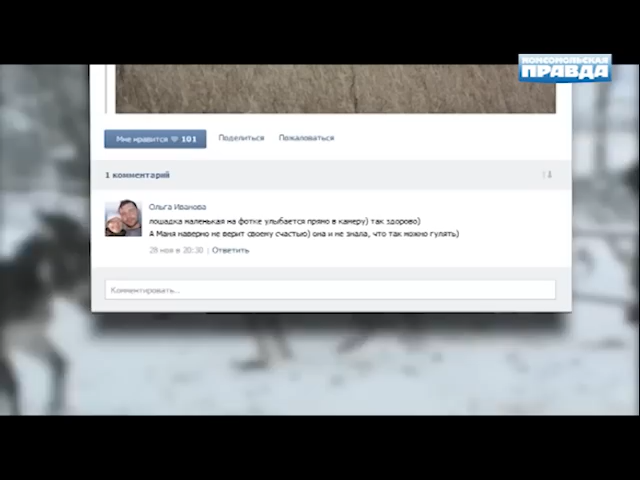 КОМСОМОЛЬСКАЯ
ПРАВДА
Мне нравится 101 Поделиться Пожаловаться
1 комментарий
Ольга Иванова
лошадка маленькая на фотке улыбается прямо в камеру) так здорово)
А Маня наверно не верит своему счастью) она и не знала, что так можно гулять)
28 ноя в 20:30 | Ответить
Комментировать...